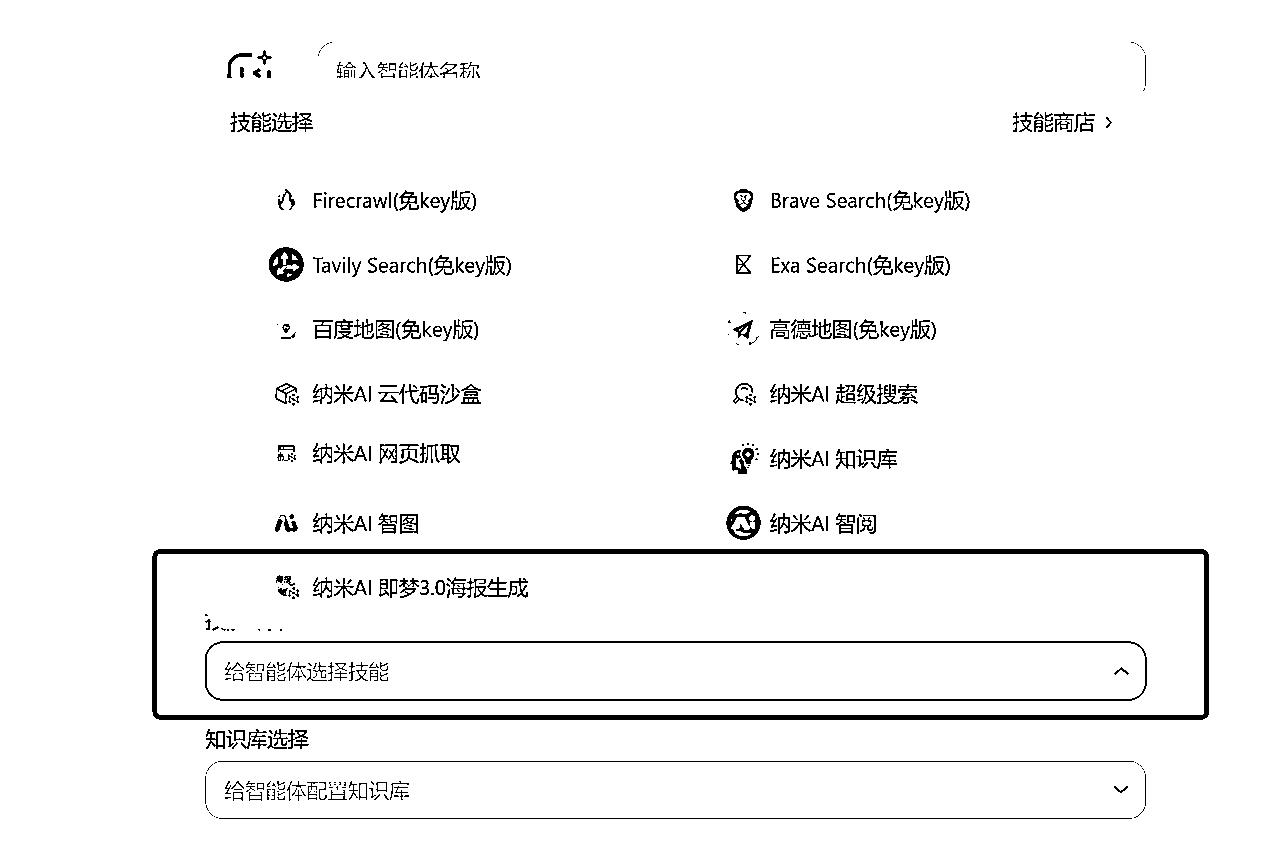 输入智能体名称
技能选择 技能商店 >
Firecrawl(免key版) Brave Search(免key版)
Tavily Search(免key版) Exa Search(免key版)
百度地图(免key版) 高德地图(免key版)
纳米AI 云代码沙盒 纳米AI 超级搜索
纳米AI 网页抓取 纳米AI 知识库
纳米AI 智图 纳米AI 智阅
纳米AI 即梦3.0海报生成
给智能体选择技能
知识库选择
给智能体配置知识库